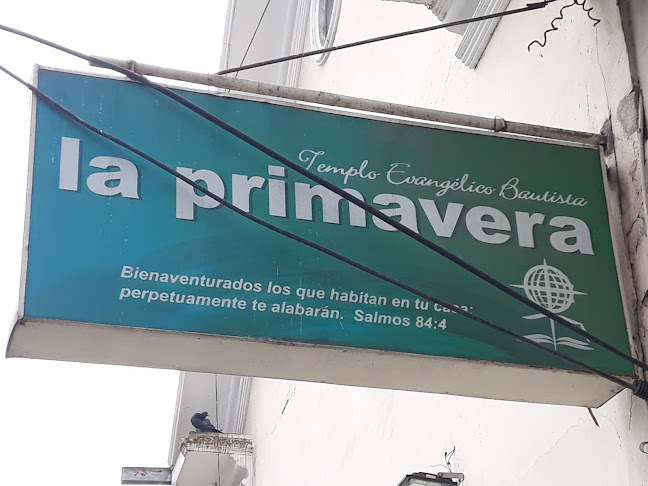 Templo Evangélico Bautista
la primavera
Bienaventurados los que habitan en tu casa;
perpetuamente te alabarán. Salmos 84:4